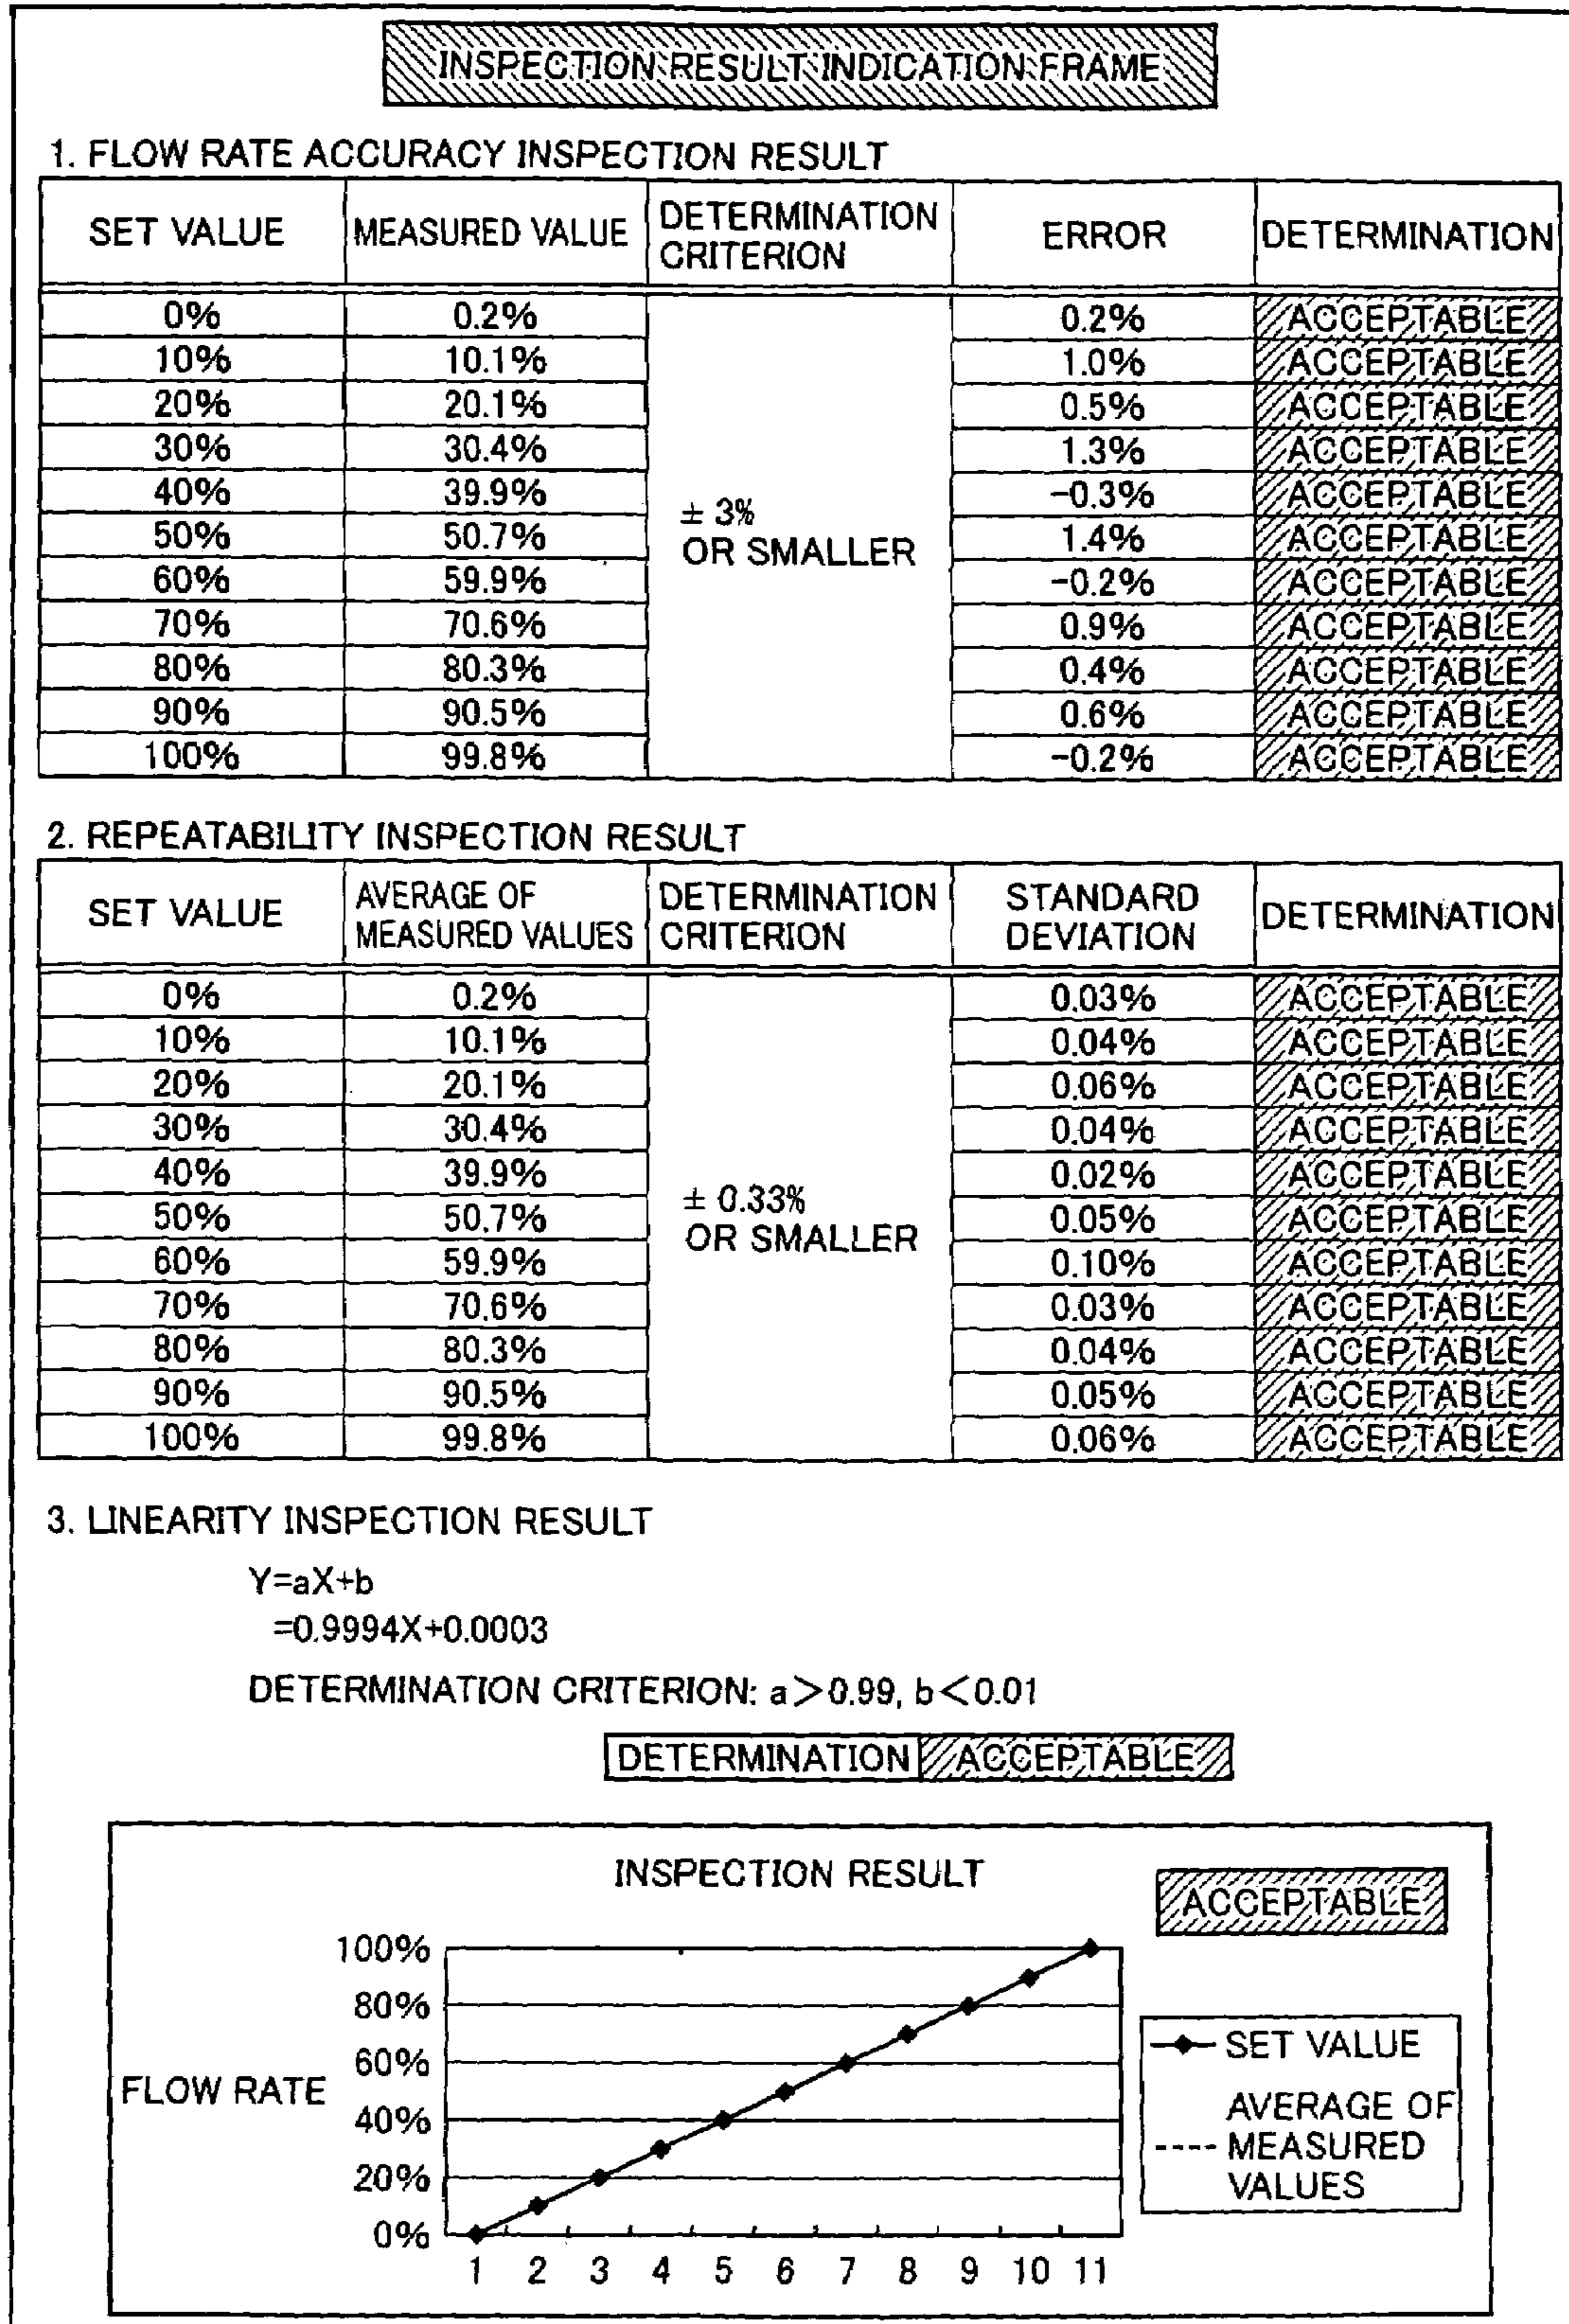 INSPECTION RESULT INDICATION FRAME
1. FLOW RATE ACCURACY INSPECTION RESULT
SET VALUE MEASURED VALUE DETERMINATION CRITERION ERROR DETERMINATION
0% 0.2% 0.2% ACCEPTABLE
10% 10.1% 1.0% ACCEPTABLE
20% 20.1% 0.5% ACCEPTABLE
30% 30.4% 1.3% ACCEPTABLE
40% 39.9% -0.3% ACCEPTABLE
± 3%
OR SMALLER
50% 50.7% 1.4% ACCEPTABLE
60% 59.9% -0.2% ACCEPTABLE
70% 70.6% 0.9% ACCEPTABLE
80% 80.3% 0.4% ACCEPTABLE
90% 90.5% 0.6% ACCEPTABLE
100% 99.8% -0.2% ACCEPTABLE
2. REPEATABILITY INSPECTION RESULT
SET VALUE AVERAGE OF MEASURED VALUES DETERMINATION CRITERION STANDARD DEVIATION DETERMINATION
0% 0.2% 0.03% ACCEPTABLE
10% 10.1% 0.04% ACCEPTABLE
20% 20.1% 0.06% ACCEPTABLE
30% 30.4% 0.04% ACCEPTABLE
40% 39.9% 0.02% ACCEPTABLE
± 0.33%
OR SMALLER
50% 50.7% 0.05% ACCEPTABLE
60% 59.9% 0.10% ACCEPTABLE
70% 70.6% 0.03% ACCEPTABLE
80% 80.3% 0.04% ACCEPTABLE
90% 90.5% 0.05% ACCEPTABLE
100% 99.8% 0.06% ACCEPTABLE
3. LINEARITY INSPECTION RESULT
Y=aX+b
=0.9994X+0.0003
DETERMINATION CRITERION: a>0.99, b<0.01
DETERMINATION ACCEPTABLE
INSPECTION RESULT
ACCEPTABLE
100%
80%
60%
FLOW RATE
40%
20%
0%
1 2 3 4 5 6 7 8 9 10 11
SET VALUE
AVERAGE OF
MEASURED
VALUES